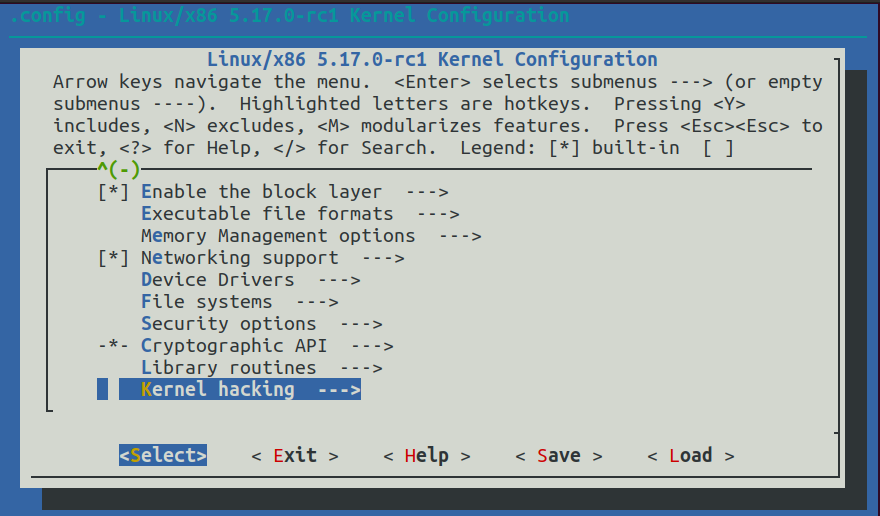 .config - Linux/x86 5.17.0-rc1 Kernel Configuration
Linux/x86 5.17.0-rc1 Kernel Configuration
Arrow keys navigate the menu.  <Enter> selects submenus ---> (or empty
submenus ----).  Highlighted letters are hotkeys.  Pressing <Y>
includes, <N> excludes, <M> modularizes features.  Press <Esc><Esc> to
exit, <?> for Help, </> for Search.  Legend: [*] built-in  [ ]
^(-)
[*] Enable the block layer  --->
Executable file formats  --->
Memory Management options  --->
[*] Networking support  --->
Device Drivers  --->
File systems  --->
Security options  --->
-*- Cryptographic API  --->
Library routines  --->
Kernel hacking  --->
<Select>    < Exit >    < Help >    < Save >    < Load >